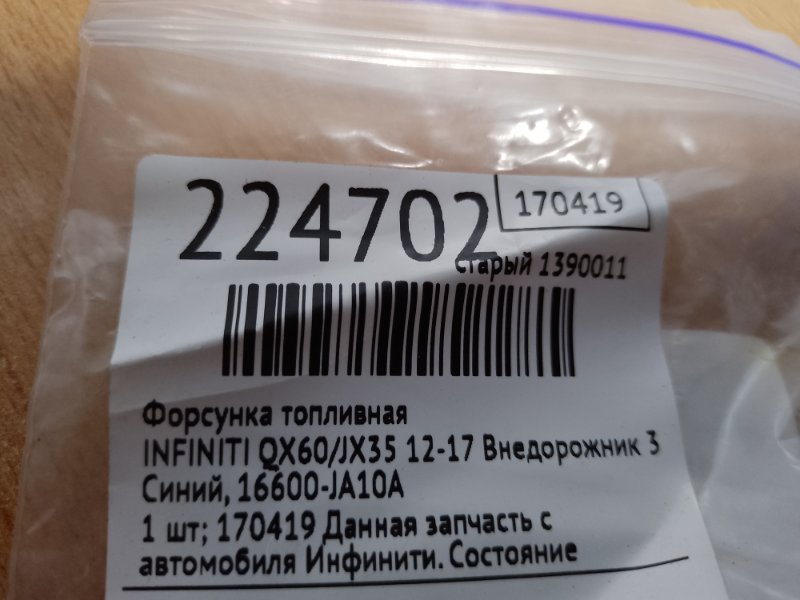 224702
170419
старый 1390011
Форсунка топливная
INFINITI QX60/JX35 12-17 Внедорожник 3
Синий, 16600-JA10A
1 шт; 170419 Данная запчасть с
автомобиля Инфинити. Состояние